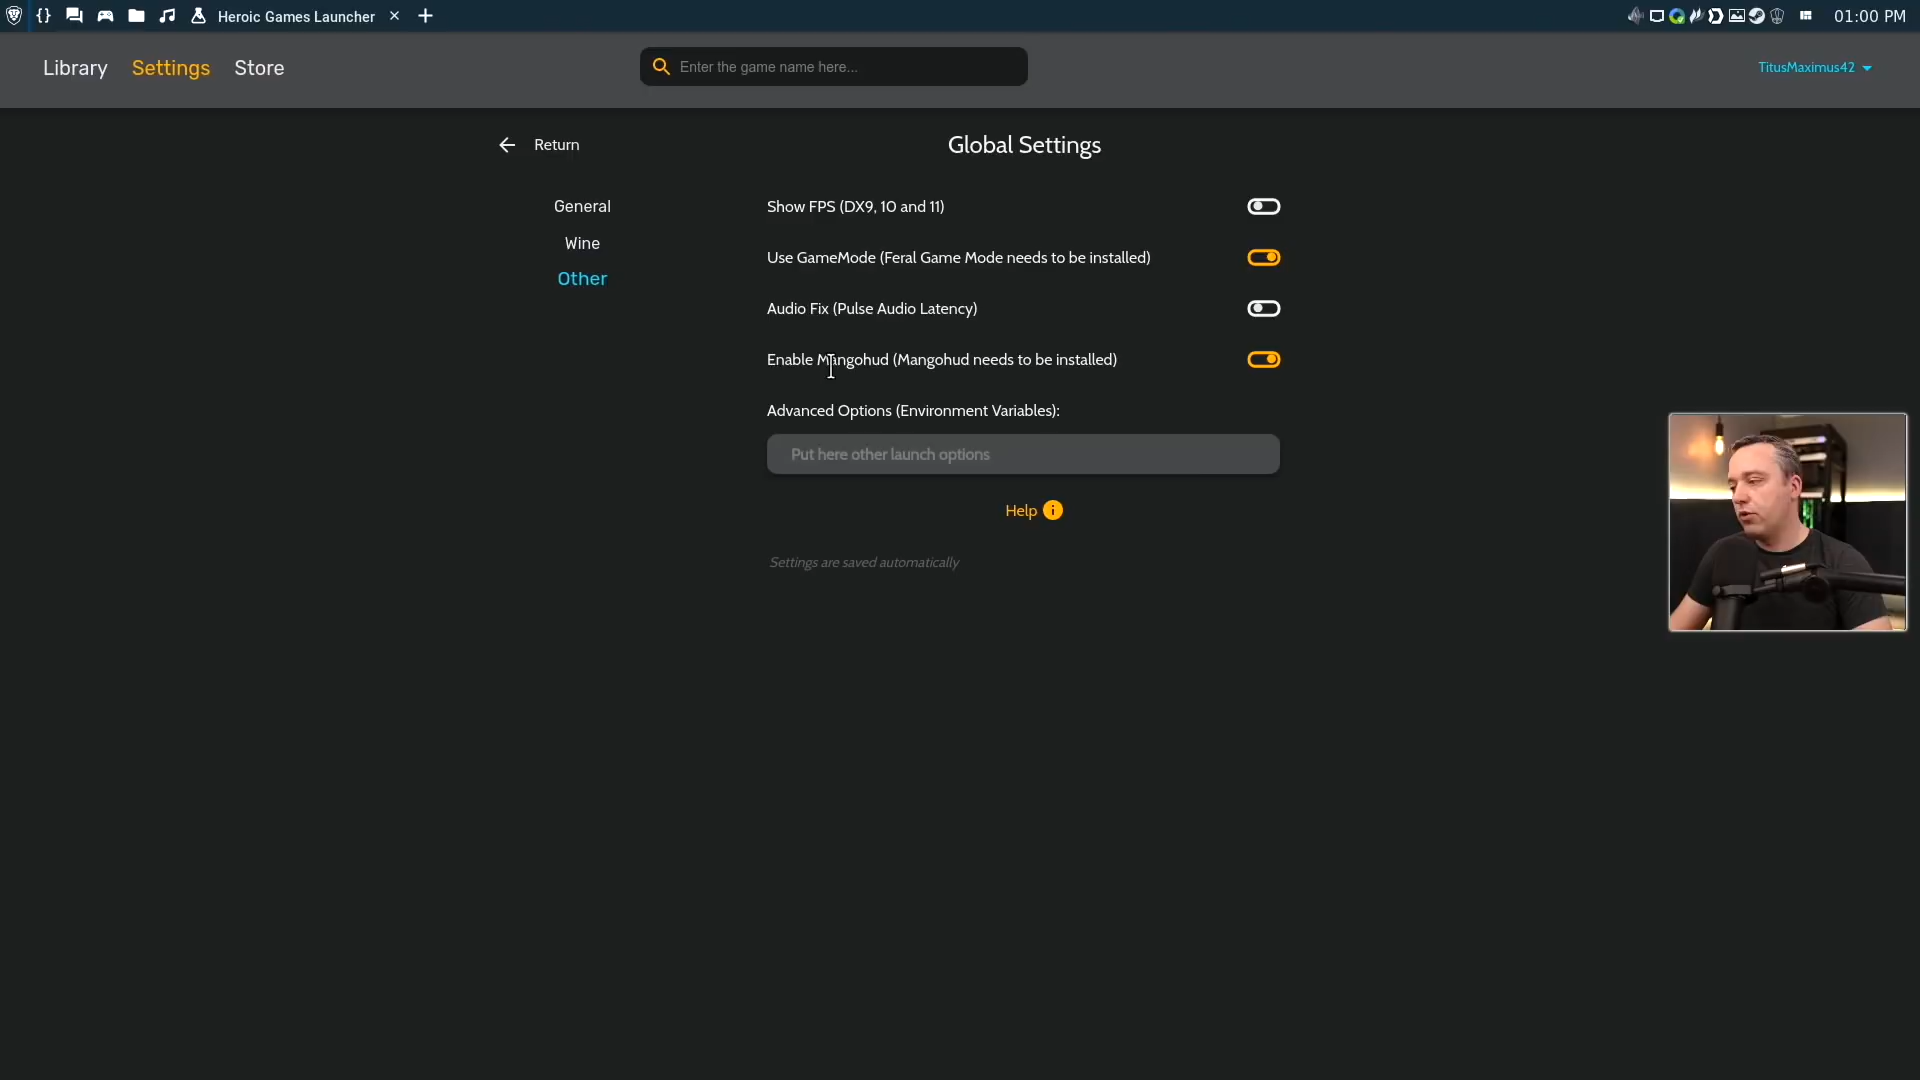 Heroic Games Launcher
01:00 PM
Library Settings Store
Enter the game name here...
TitusMaximus42
Return
Global Settings
General
Wine
Other
Show FPS (DX9, 10 and 11)
Use GameMode (Feral Game Mode needs to be installed)
Audio Fix (Pulse Audio Latency)
Enable Mangohud (Mangohud needs to be installed)
Advanced Options (Environment Variables):
Put here other launch options
Help
Settings are saved automatically